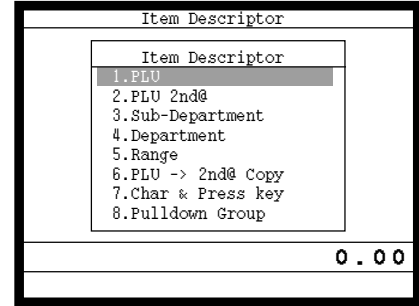 Item Descriptor
Item Descriptor
1.PLU
2.PLU 2nd@
3.Sub-Department
4.Department
5.Range
6.PLU -> 2nd@ Copy
7.Char & Press key
8.Pulldown Group
0.00